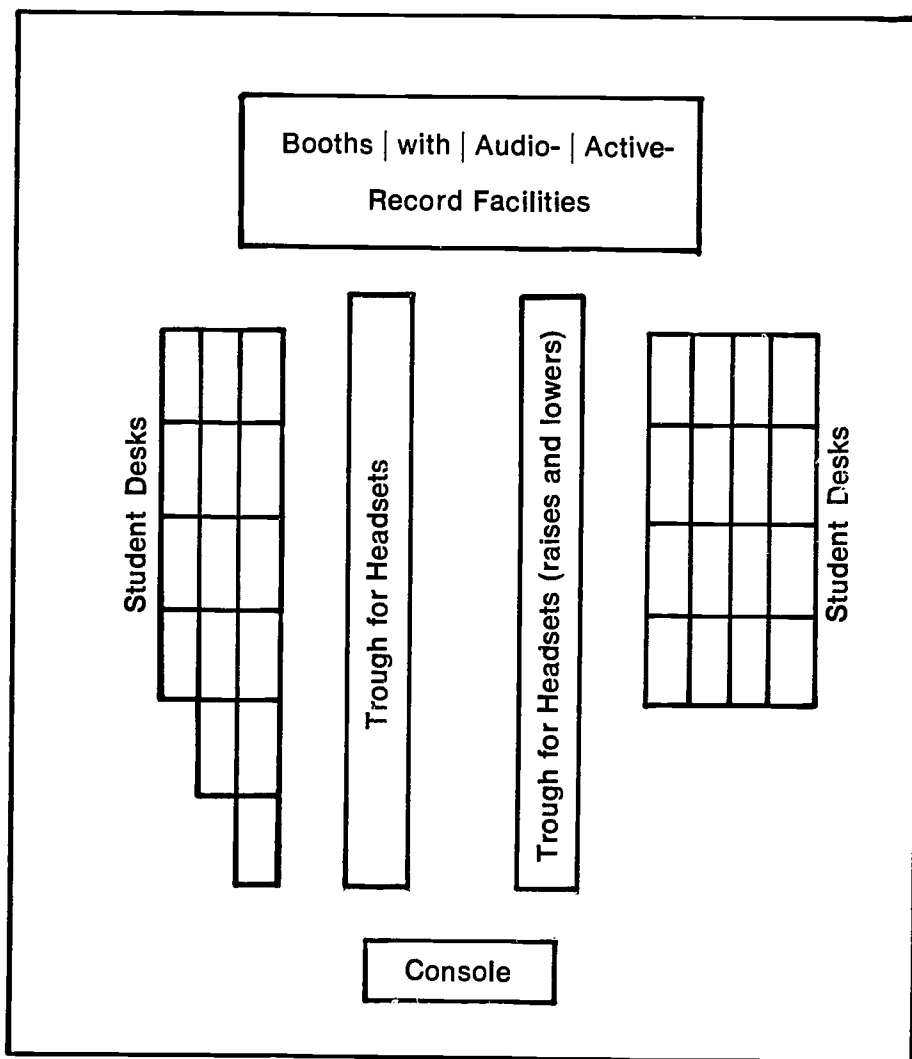 Booths | with | Audio- | Active-
Record Facilities
Student Desks
Trough for Headsets
Trough for Headsets (raises and lowers)
Student Desks
Console